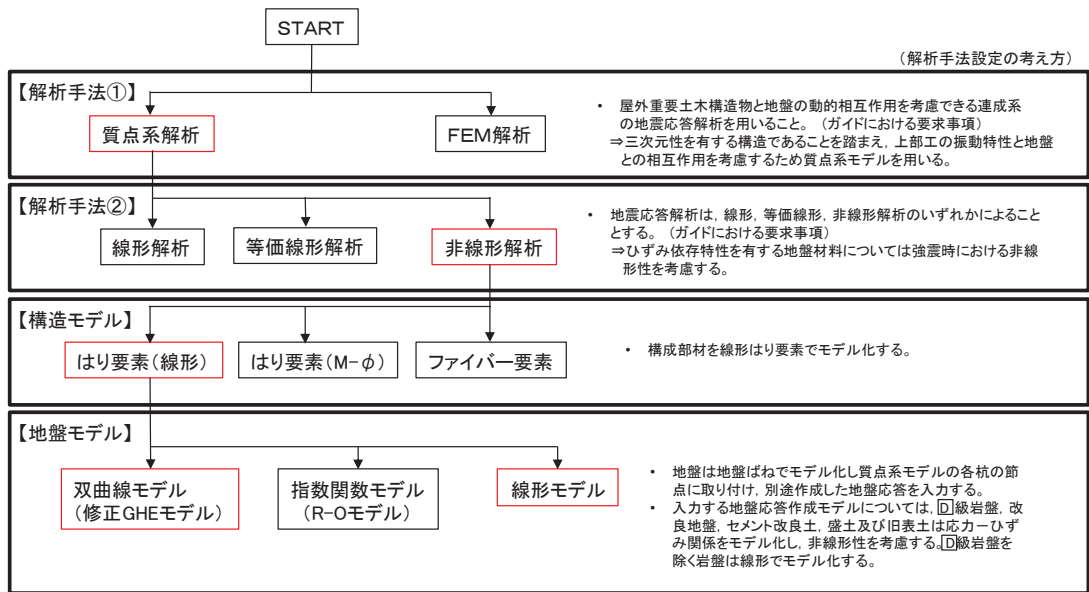 START
（解析手法設定の考え方）
【解析手法①】
質点系解析
FEM解析
・ 屋外重要土木構造物と地盤の動的相互作用を考慮できる連成系
の地震応答解析を用いること。（ガイドにおける要求事項）
⇒三次元性を有する構造であることを踏まえ，上部工の振動特性と地盤
との相互作用を考慮するため質点系モデルを用いる。
【解析手法②】
線形解析
等価線形解析
非線形解析
・ 地震応答解析は，線形，等価線形，非線形解析のいずれかによること
とする。（ガイドにおける要求事項）
⇒ひずみ依存特性を有する地盤材料については強震時における非線
形性を考慮する。
【構造モデル】
はり要素（線形）
はり要素（M-φ）
ファイバー要素
・ 構成部材を線形はり要素でモデル化する。
【地盤モデル】
双曲線モデル
（修正GHEモデル）
指数関数モデル
（R-Oモデル）
線形モデル
・ 地盤は地盤ばねでモデル化し質点系モデルの各杭の節
点に取り付け，別途作成した地盤応答を入力する。
・ 入力する地盤応答作成モデルについては，D級岩盤，改
良地盤，セメント改良土，盛土及び旧表土は応力ーひず
み関係をモデル化し，非線形性を考慮する。D級岩盤を
除く岩盤は線形でモデル化する。